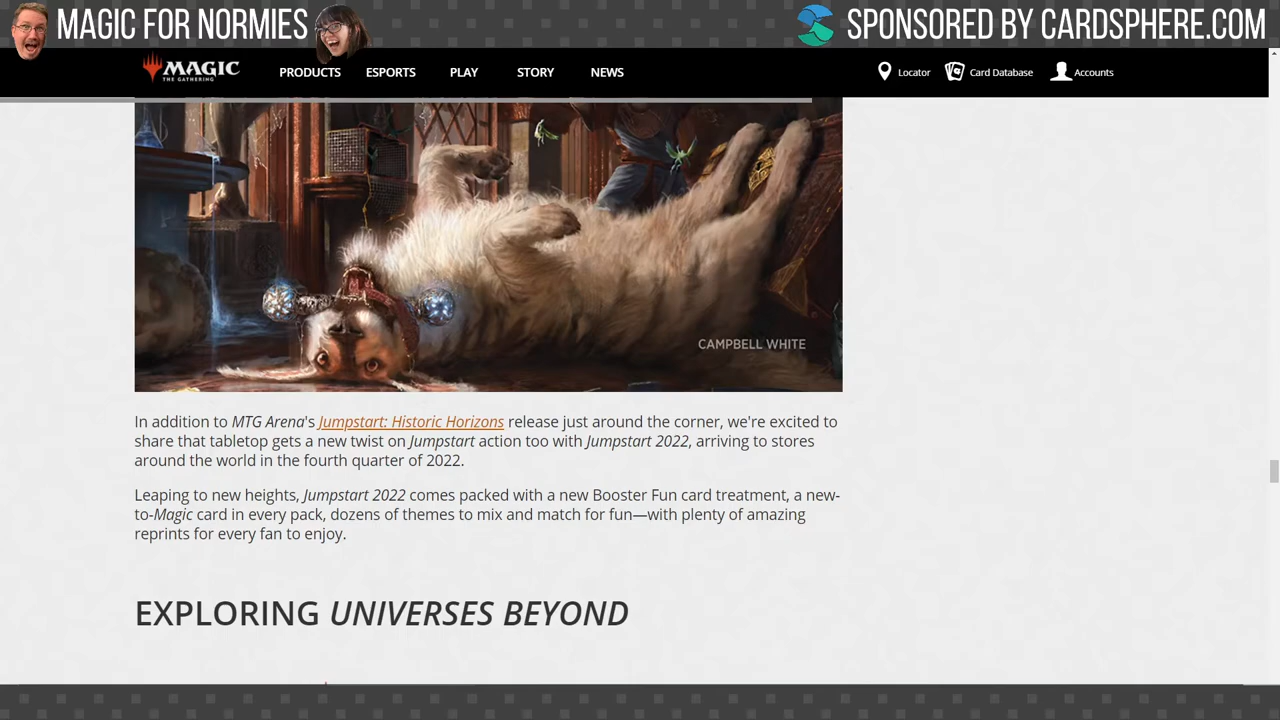 MAGIC FOR NORMIES
SPONSORED BY CARDSPHERE.COM
MAGIC
THE GATHERING
PRODUCTS ESPORTS PLAY STORY NEWS
Locator Card Database Accounts
CAMPBELL WHITE
In addition to MTG Arena's Jumpstart: Historic Horizons release just around the corner, we're excited to
share that tabletop gets a new twist on Jumpstart action too with Jumpstart 2022, arriving to stores
around the world in the fourth quarter of 2022.
Leaping to new heights, Jumpstart 2022 comes packed with a new Booster Fun card treatment, a new-
to-Magic card in every pack, dozens of themes to mix and match for fun—with plenty of amazing
reprints for every fan to enjoy.
EXPLORING UNIVERSES BEYOND